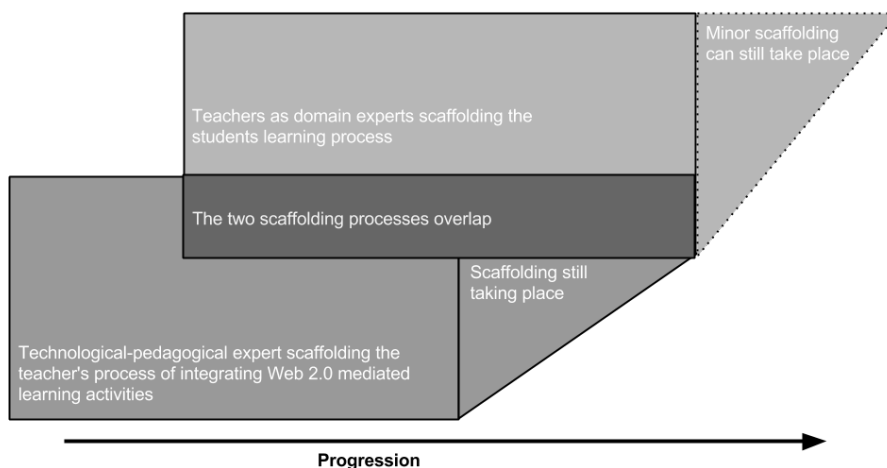 Minor scaffolding
can still take place
Teachers as domain experts scaffolding the
students learning process
The two scaffolding processes overlap
Scaffolding still
taking place
Technological-pedagogical expert scaffolding the
teacher's process of integrating Web 2.0 mediated
learning activities
Progression